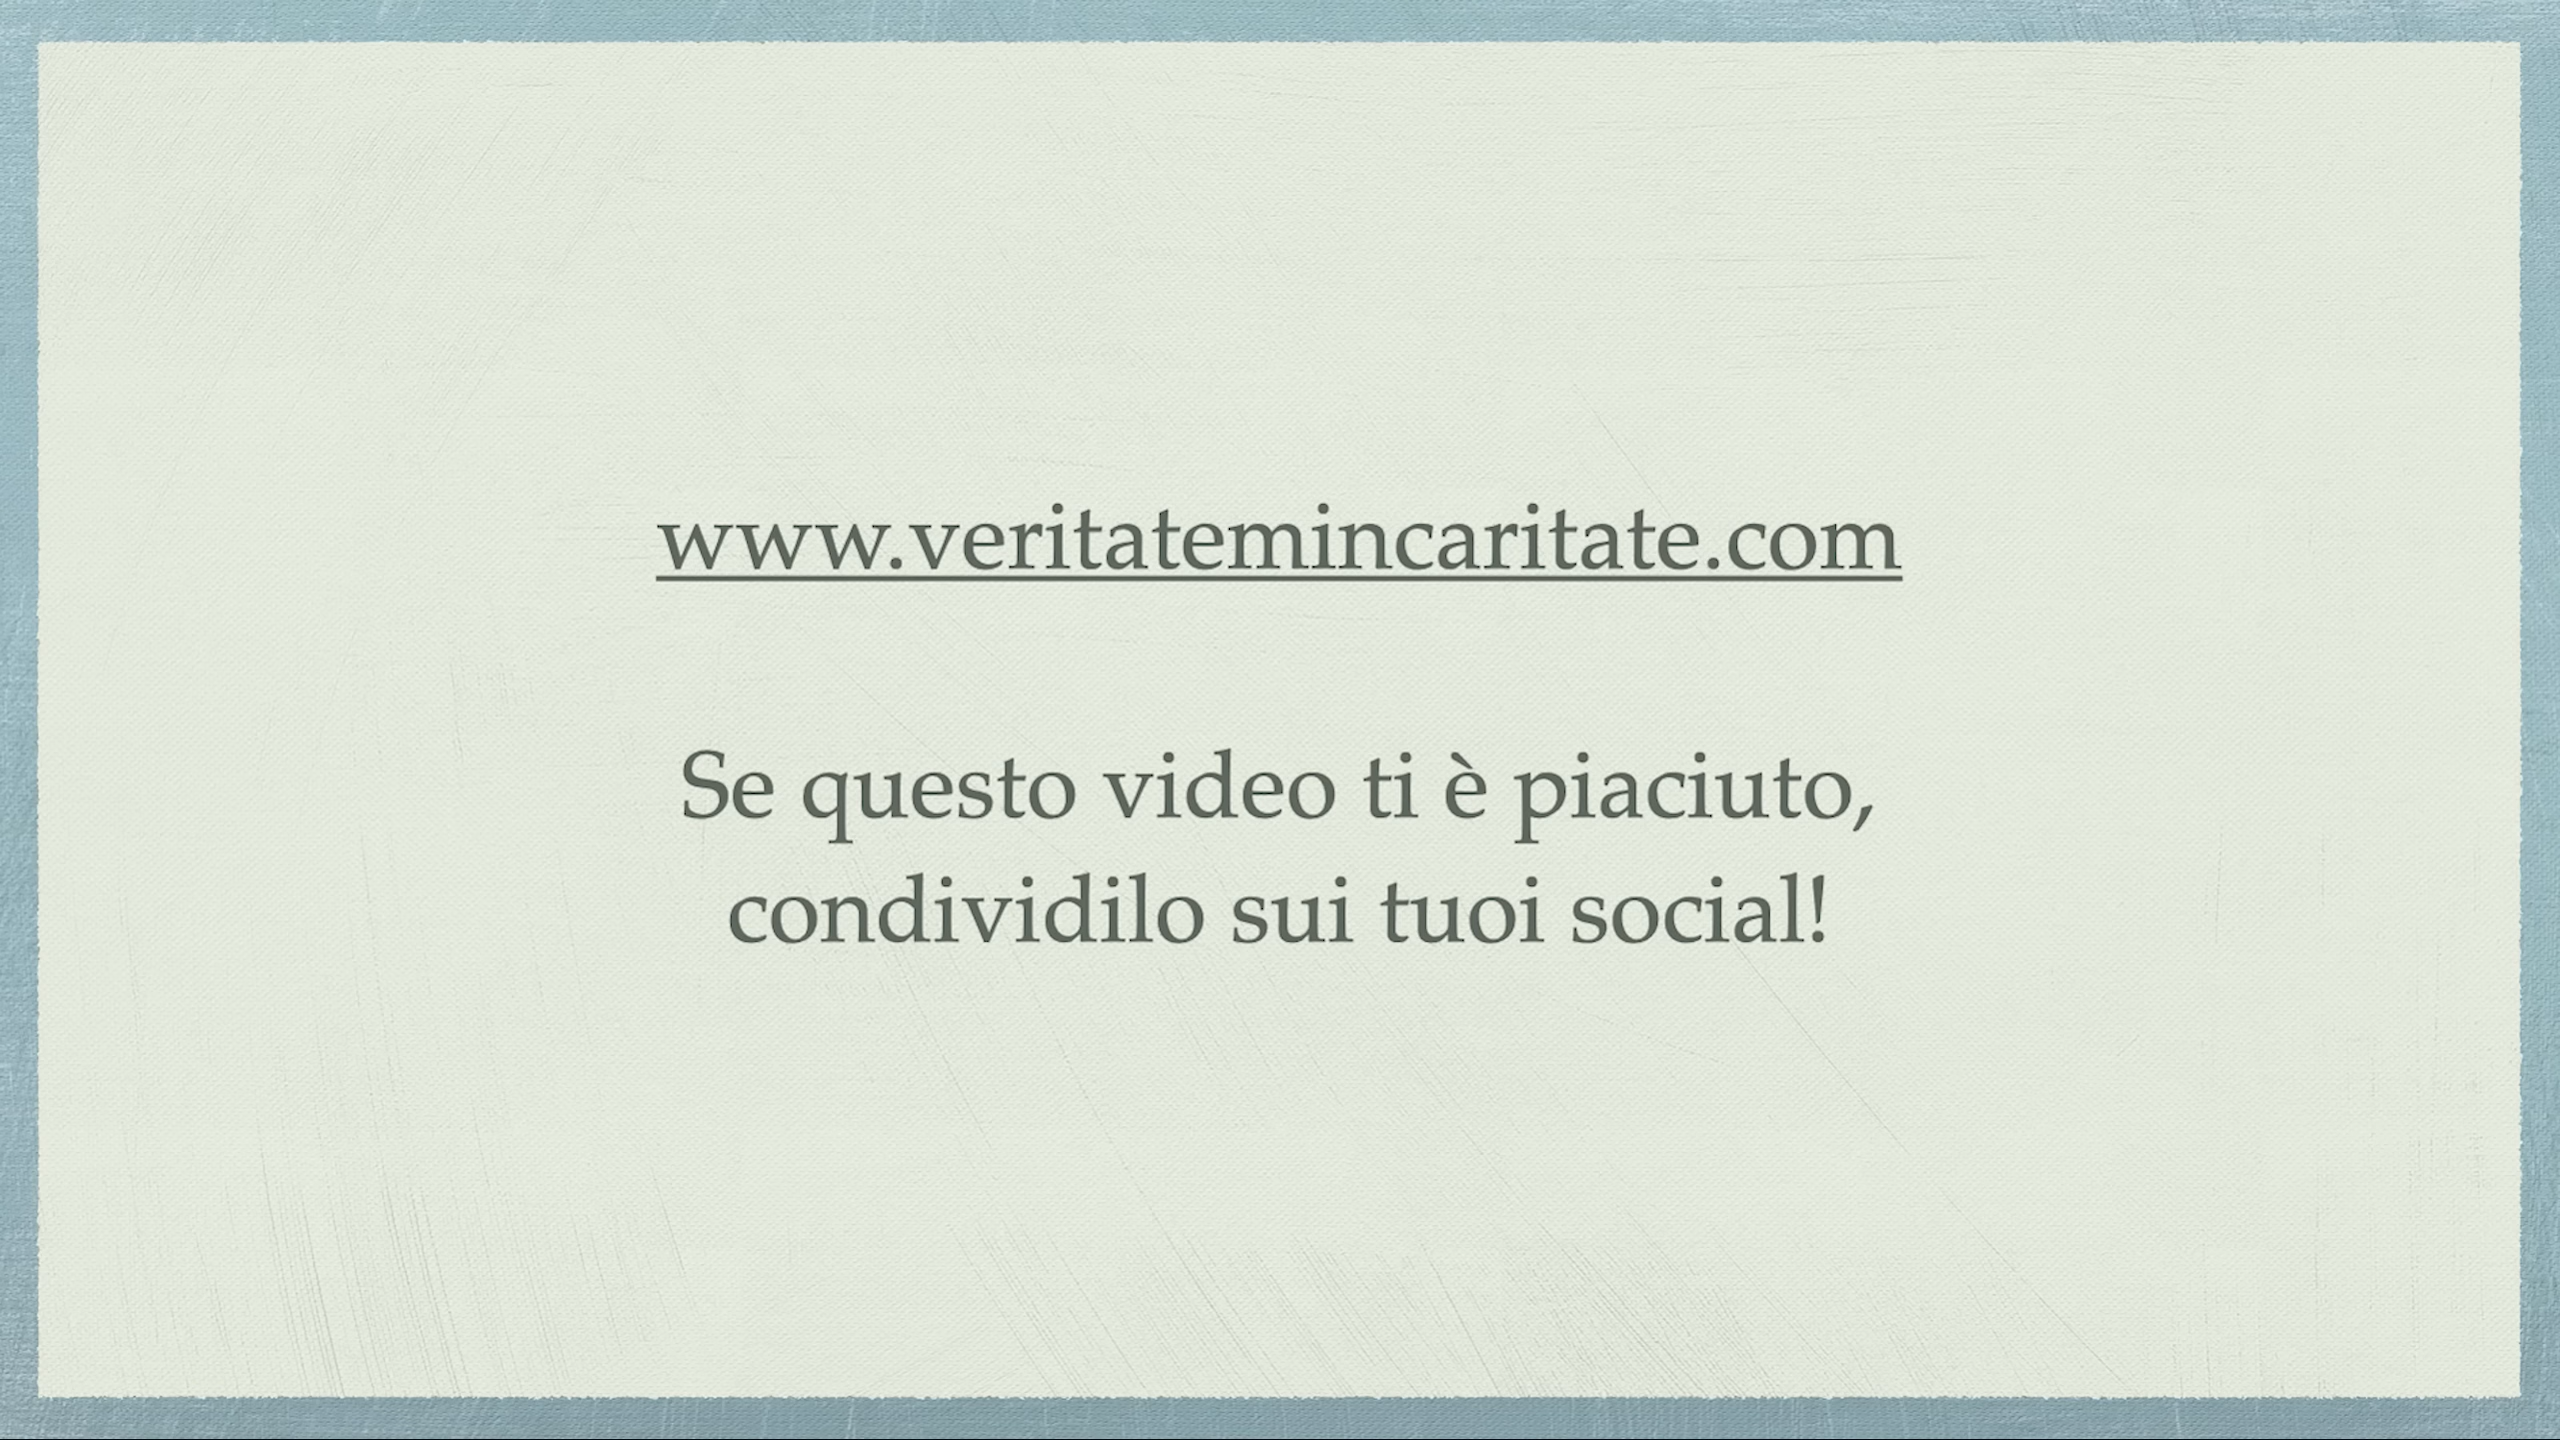 www.veritatemincaritate.com
Se questo video ti è piaciuto,
condividilo sui tuoi social!